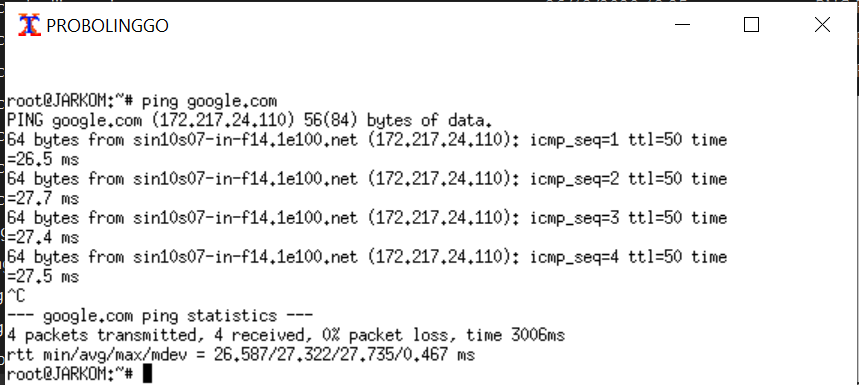 PROBOLINGGO
root@JARKOM:~# ping google.com
PING google.com (172.217.24.110) 56(84) bytes of data.
64 bytes from sin10s07-in-f14.1e100.net (172.217.24.110): icmp_seq=1 ttl=50 time
=26.5 ms
64 bytes from sin10s07-in-f14.1e100.net (172.217.24.110): icmp_seq=2 ttl=50 time
=27.7 ms
64 bytes from sin10s07-in-f14.1e100.net (172.217.24.110): icmp_seq=3 ttl=50 time
=27.4 ms
64 bytes from sin10s07-in-f14.1e100.net (172.217.24.110): icmp_seq=4 ttl=50 time
=27.5 ms
^C
--- google.com ping statistics ---
4 packets transmitted, 4 received, 0% packet loss, time 3006ms
rtt min/avg/max/mdev = 26.587/27.322/27.735/0.467 ms
root@JARKOM:~#